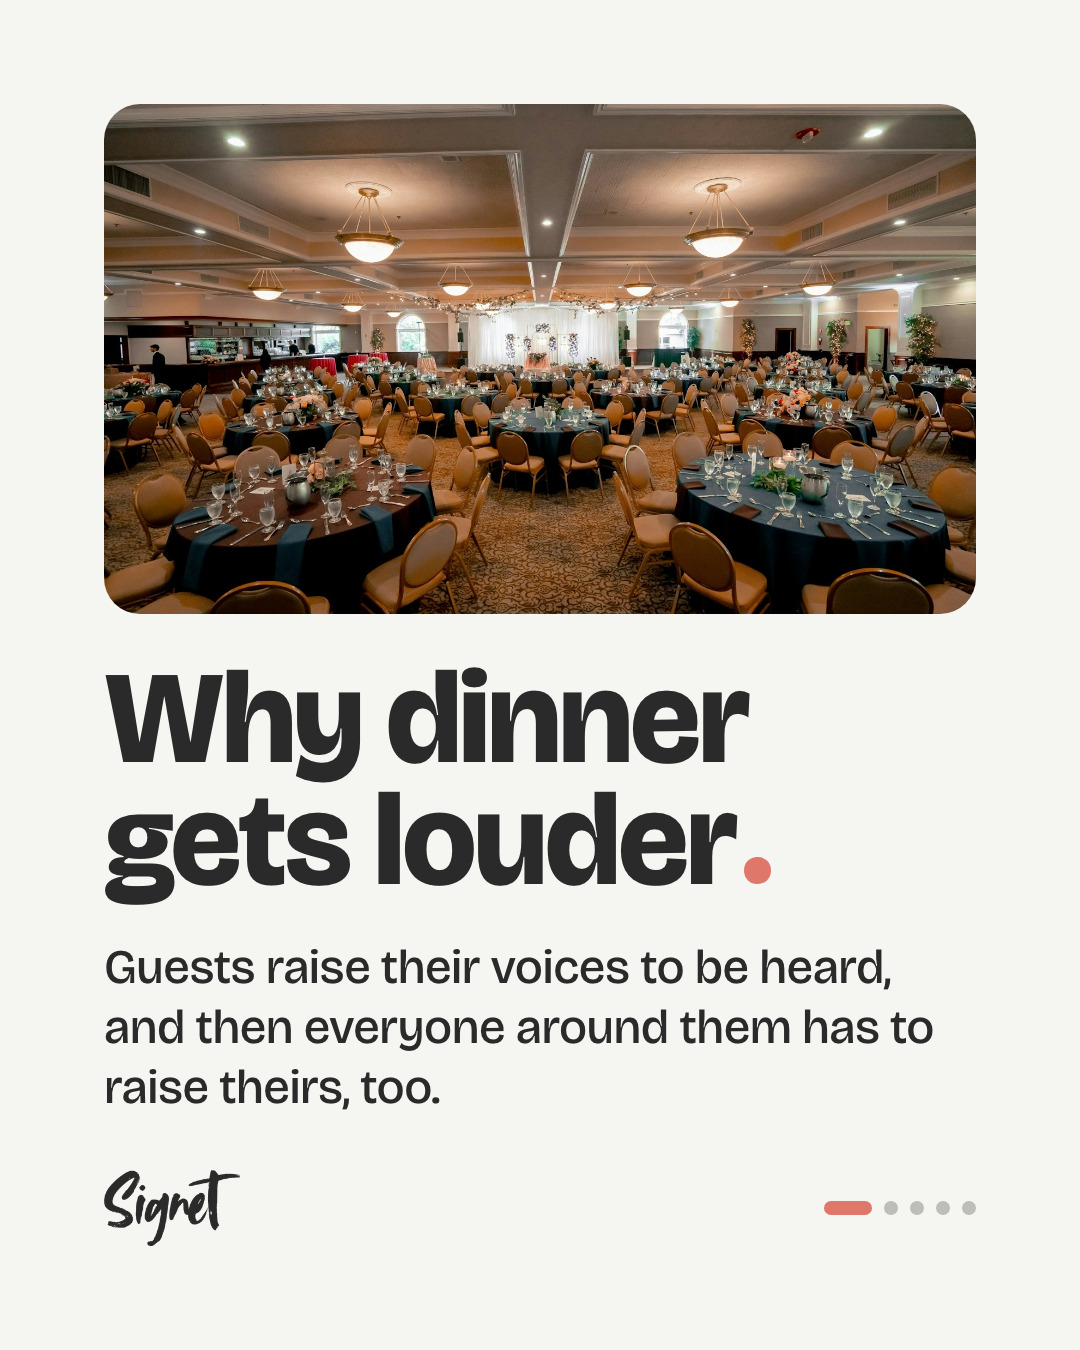 Why dinner
gets louder.
Guests raise their voices to be heard,
and then everyone around them has to
raise theirs, too.
Signet